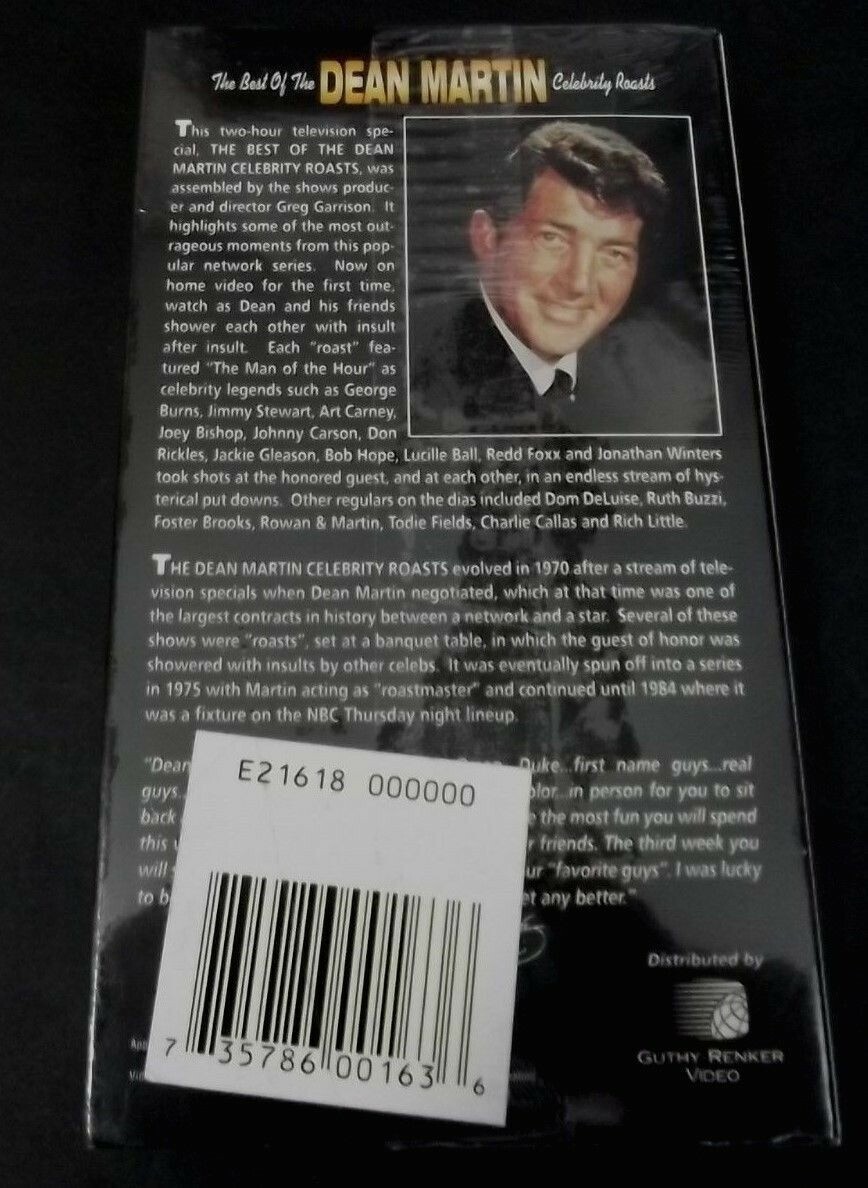 The Best Of The DEAN MARTIN Celebrity Roasts
This two-hour television spe-
cial, THE BEST OF THE DEAN
MARTIN CELEBRITY ROASTS, was
assembled by the shows produc-
er and director Greg Garrison. It
highlights some of the most out-
rageous moments from this pop-
ular network series. Now on
home video for the first time,
watch as Dean and his friends
shower each other with insult
after insult. Each "roast" fea-
tured "The Man of the Hour" as
celebrity legends such as George
Burns, Jimmy Stewart, Art Carney,
Joey Bishop, Johnny Carson, Don
Rickles, Jackie Gleason, Bob Hope, Lucille Ball, Redd Foxx and Jonathan Winters
took shots at the honored guest, and at each other, in an endless stream of hys-
terical put downs. Other regulars on the dias included Dom DeLuise, Ruth Buzzi,
Foster Brooks, Rowan & Martin, Todie Fields, Charlie Callas and Rich Little.
THE DEAN MARTIN CELEBRITY ROASTS evolved in 1970 after a stream of tele-
vision specials when Dean Martin negotiated, which at that time was one of
the largest contracts in history between a network and a star. Several of these
shows were "roasts", set at a banquet table, in which the guest of honor was
showered with insults by other celebs. It was eventually spun off into a series
in 1975 with Martin acting as "roastmaster" and continued until 1984 where it
was a fixture on the NBC Thursday night lineup.
"Dean Duke...first name guys...real
guys. in person for you to sit
back the most fun you will spend
this friends. The third week you
will "favorite guys". I was lucky
to any better."
E21618 000000
7 35786 00163 6
Distributed by
GUTHY RENKER
VIDEO